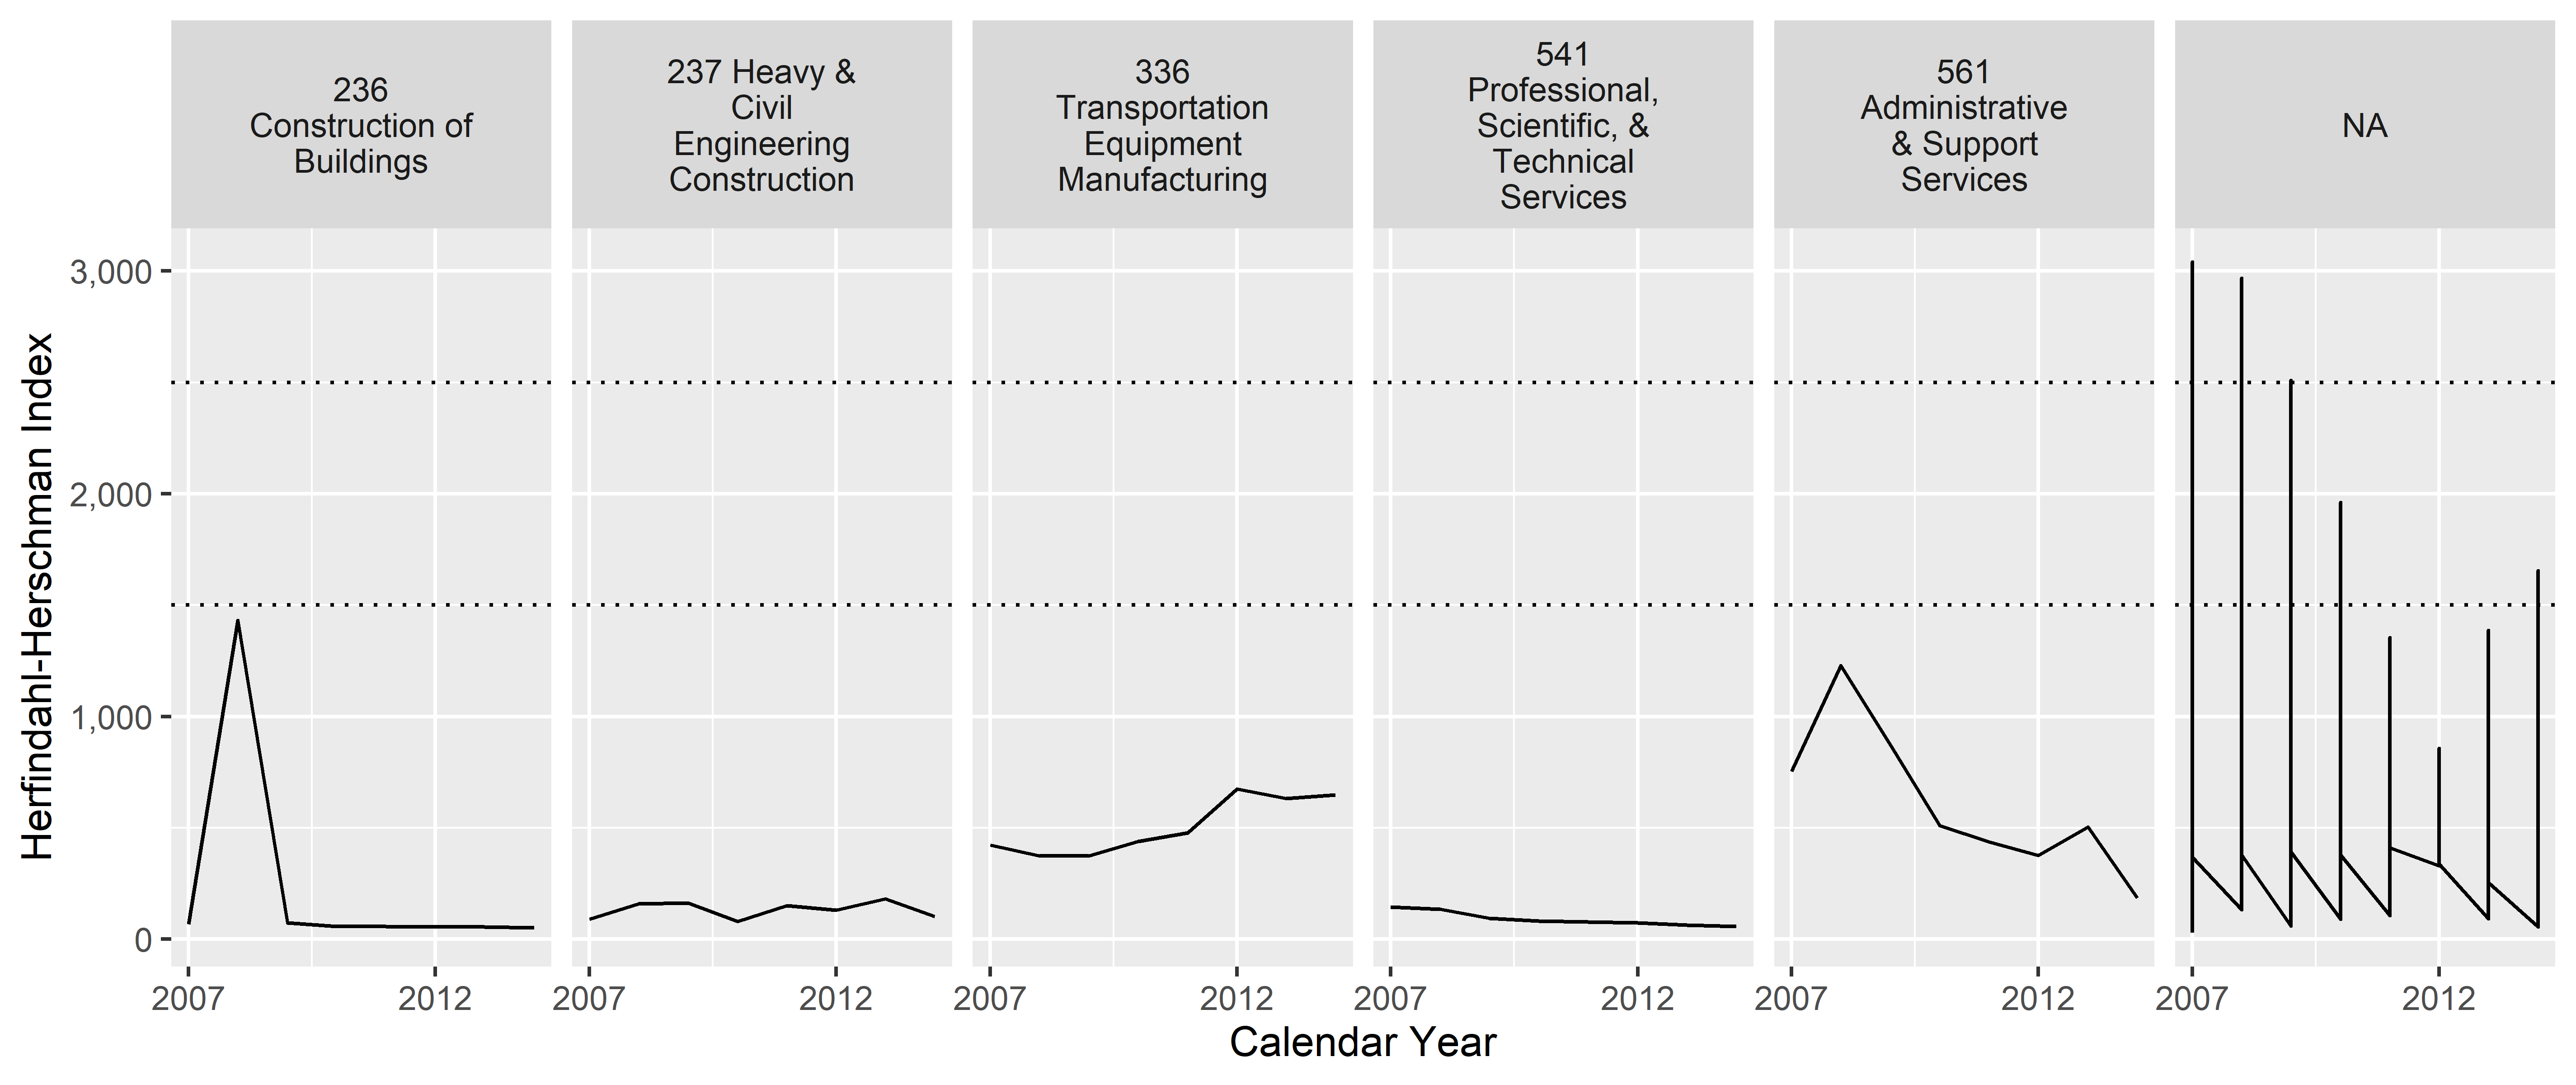 236
Construction of
Buildings
237 Heavy &
Civil
Engineering
Construction
336
Transportation
Equipment
Manufacturing
541
Professional,
Scientific, &
Technical
Services
561
Administrative
& Support
Services
NA
Herfindahl-Herschman Index
3,000
2,000
1,000
0
2007
2012
2007
2012
2007
2012
2007
2012
2007
2012
2007
2012
Calendar Year